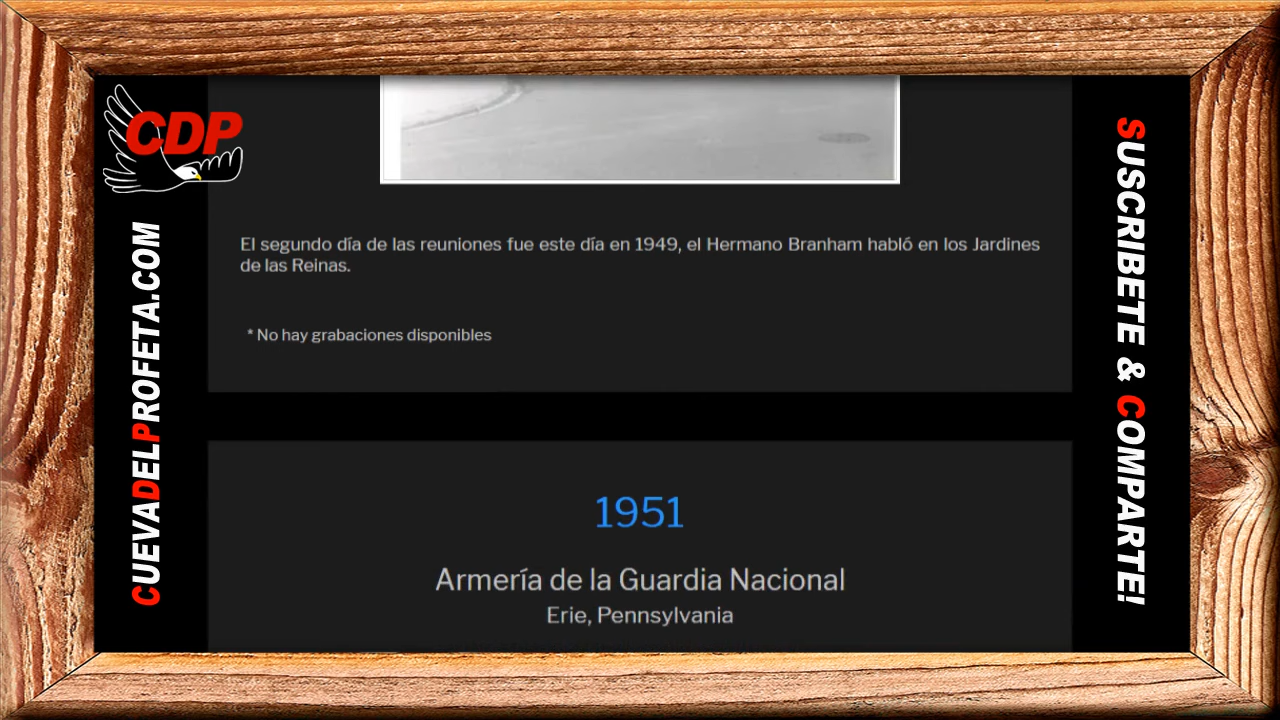 CDP
CUEVADELPROFETA.COM
El segundo día de las reuniones fue este día en 1949, el Hermano Branham habló en los Jardines
de las Reinas.
* No hay grabaciones disponibles
1951
Armería de la Guardia Nacional
Erie, Pennsylvania
SUSCRIBETE & COMPARTE!